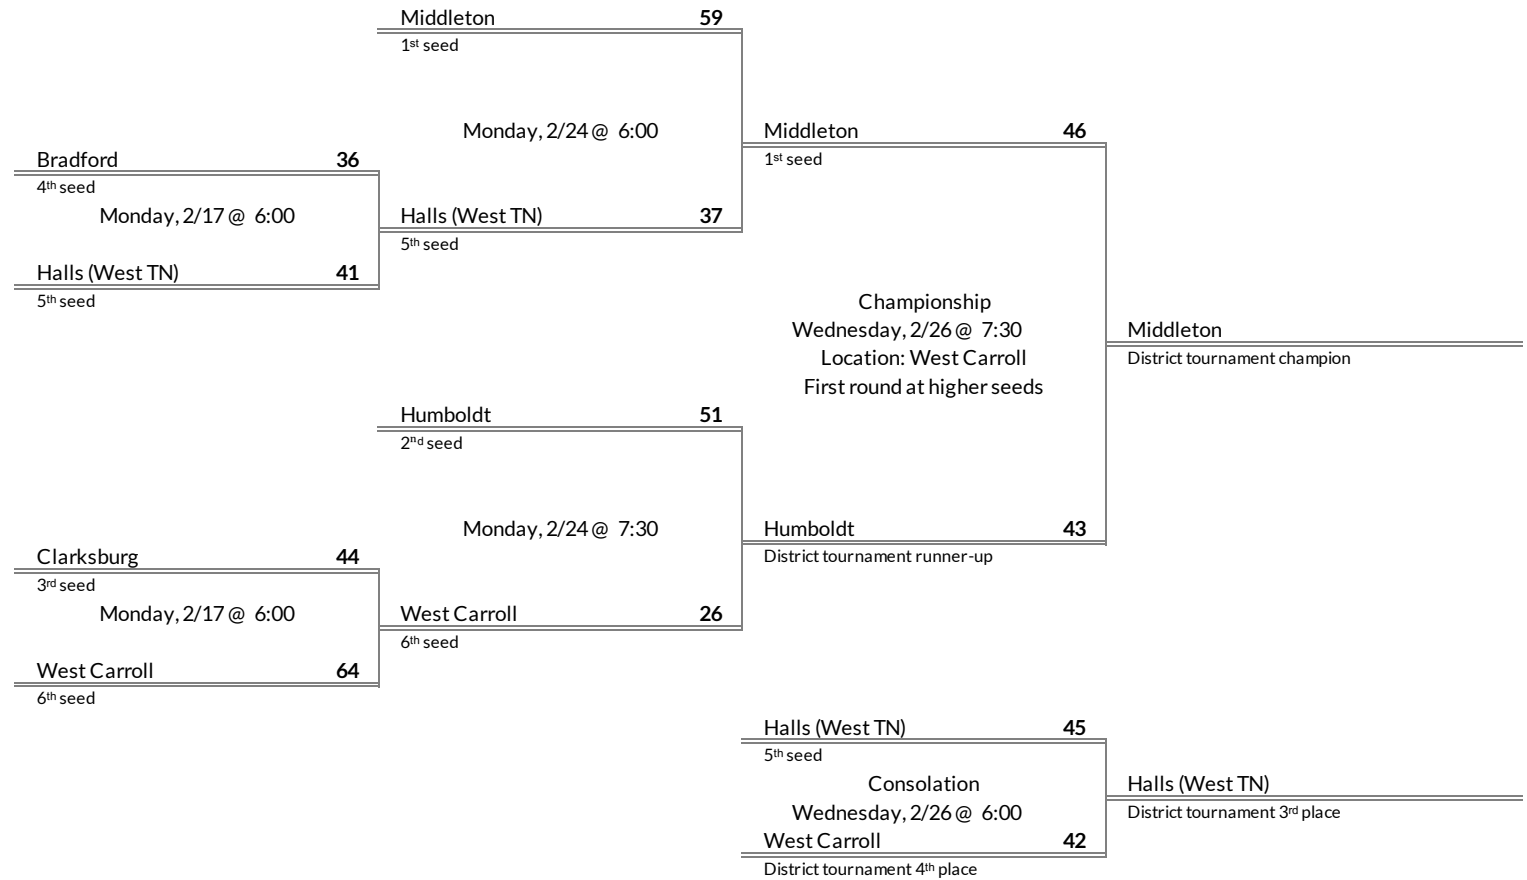 Middleton 59
1st seed
Monday, 2/24 @ 6:00
Middleton 46
1st seed
Bradford 36
4th seed
Monday, 2/17 @ 6:00
Halls (West TN) 37
5th seed
Halls (West TN) 41
5th seed
Championship
Wednesday, 2/26 @ 7:30
Location: West Carroll
First round at higher seeds
Middleton
District tournament champion
Humboldt 51
2nd seed
Monday, 2/24 @ 7:30
Humboldt 43
District tournament runner-up
Clarksburg 44
3rd seed
Monday, 2/17 @ 6:00
West Carroll 26
6th seed
West Carroll 64
6th seed
Halls (West TN) 45
5th seed
Consolation
Wednesday, 2/26 @ 6:00
Halls (West TN)
District tournament 3rd place
West Carroll 42
District tournament 4th place